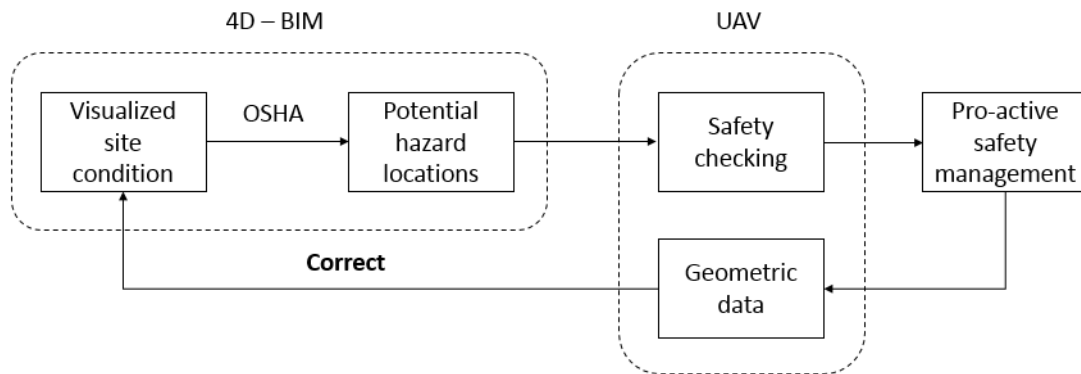 4D – BIM
UAV
Visualized
site
condition
OSHA
Potential
hazard
locations
Safety
checking
Pro-active
safety
management
Correct
Geometric
data